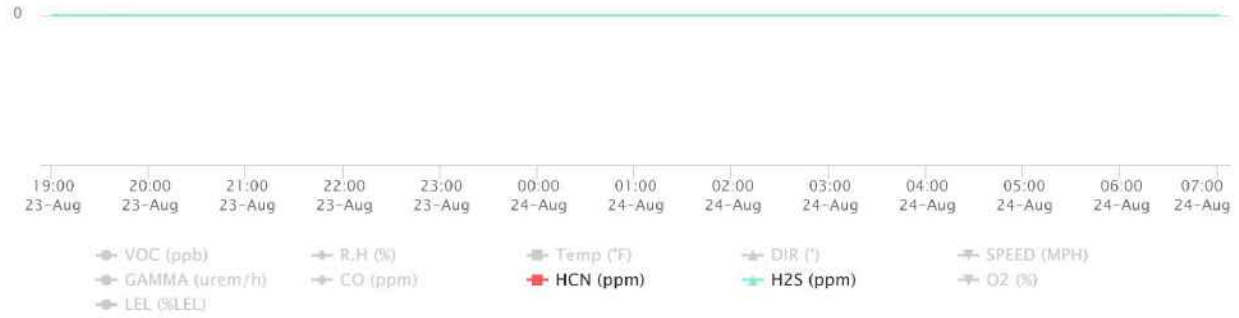 0
19:00 20:00 21:00 22:00 23:00 00:00 01:00 02:00 03:00 04:00 05:00 06:00 07:00
23-Aug 23-Aug 23-Aug 23-Aug 23-Aug 24-Aug 24-Aug 24-Aug 24-Aug 24-Aug 24-Aug 24-Aug 24-Aug
VOC (ppb) R.H (%) Temp (°F) DIR (°) SPEED (MPH)
GAMMA (urem/h) CO (ppm) HCN (ppm) H2S (ppm) O2 (%)
LEL (%LEL)